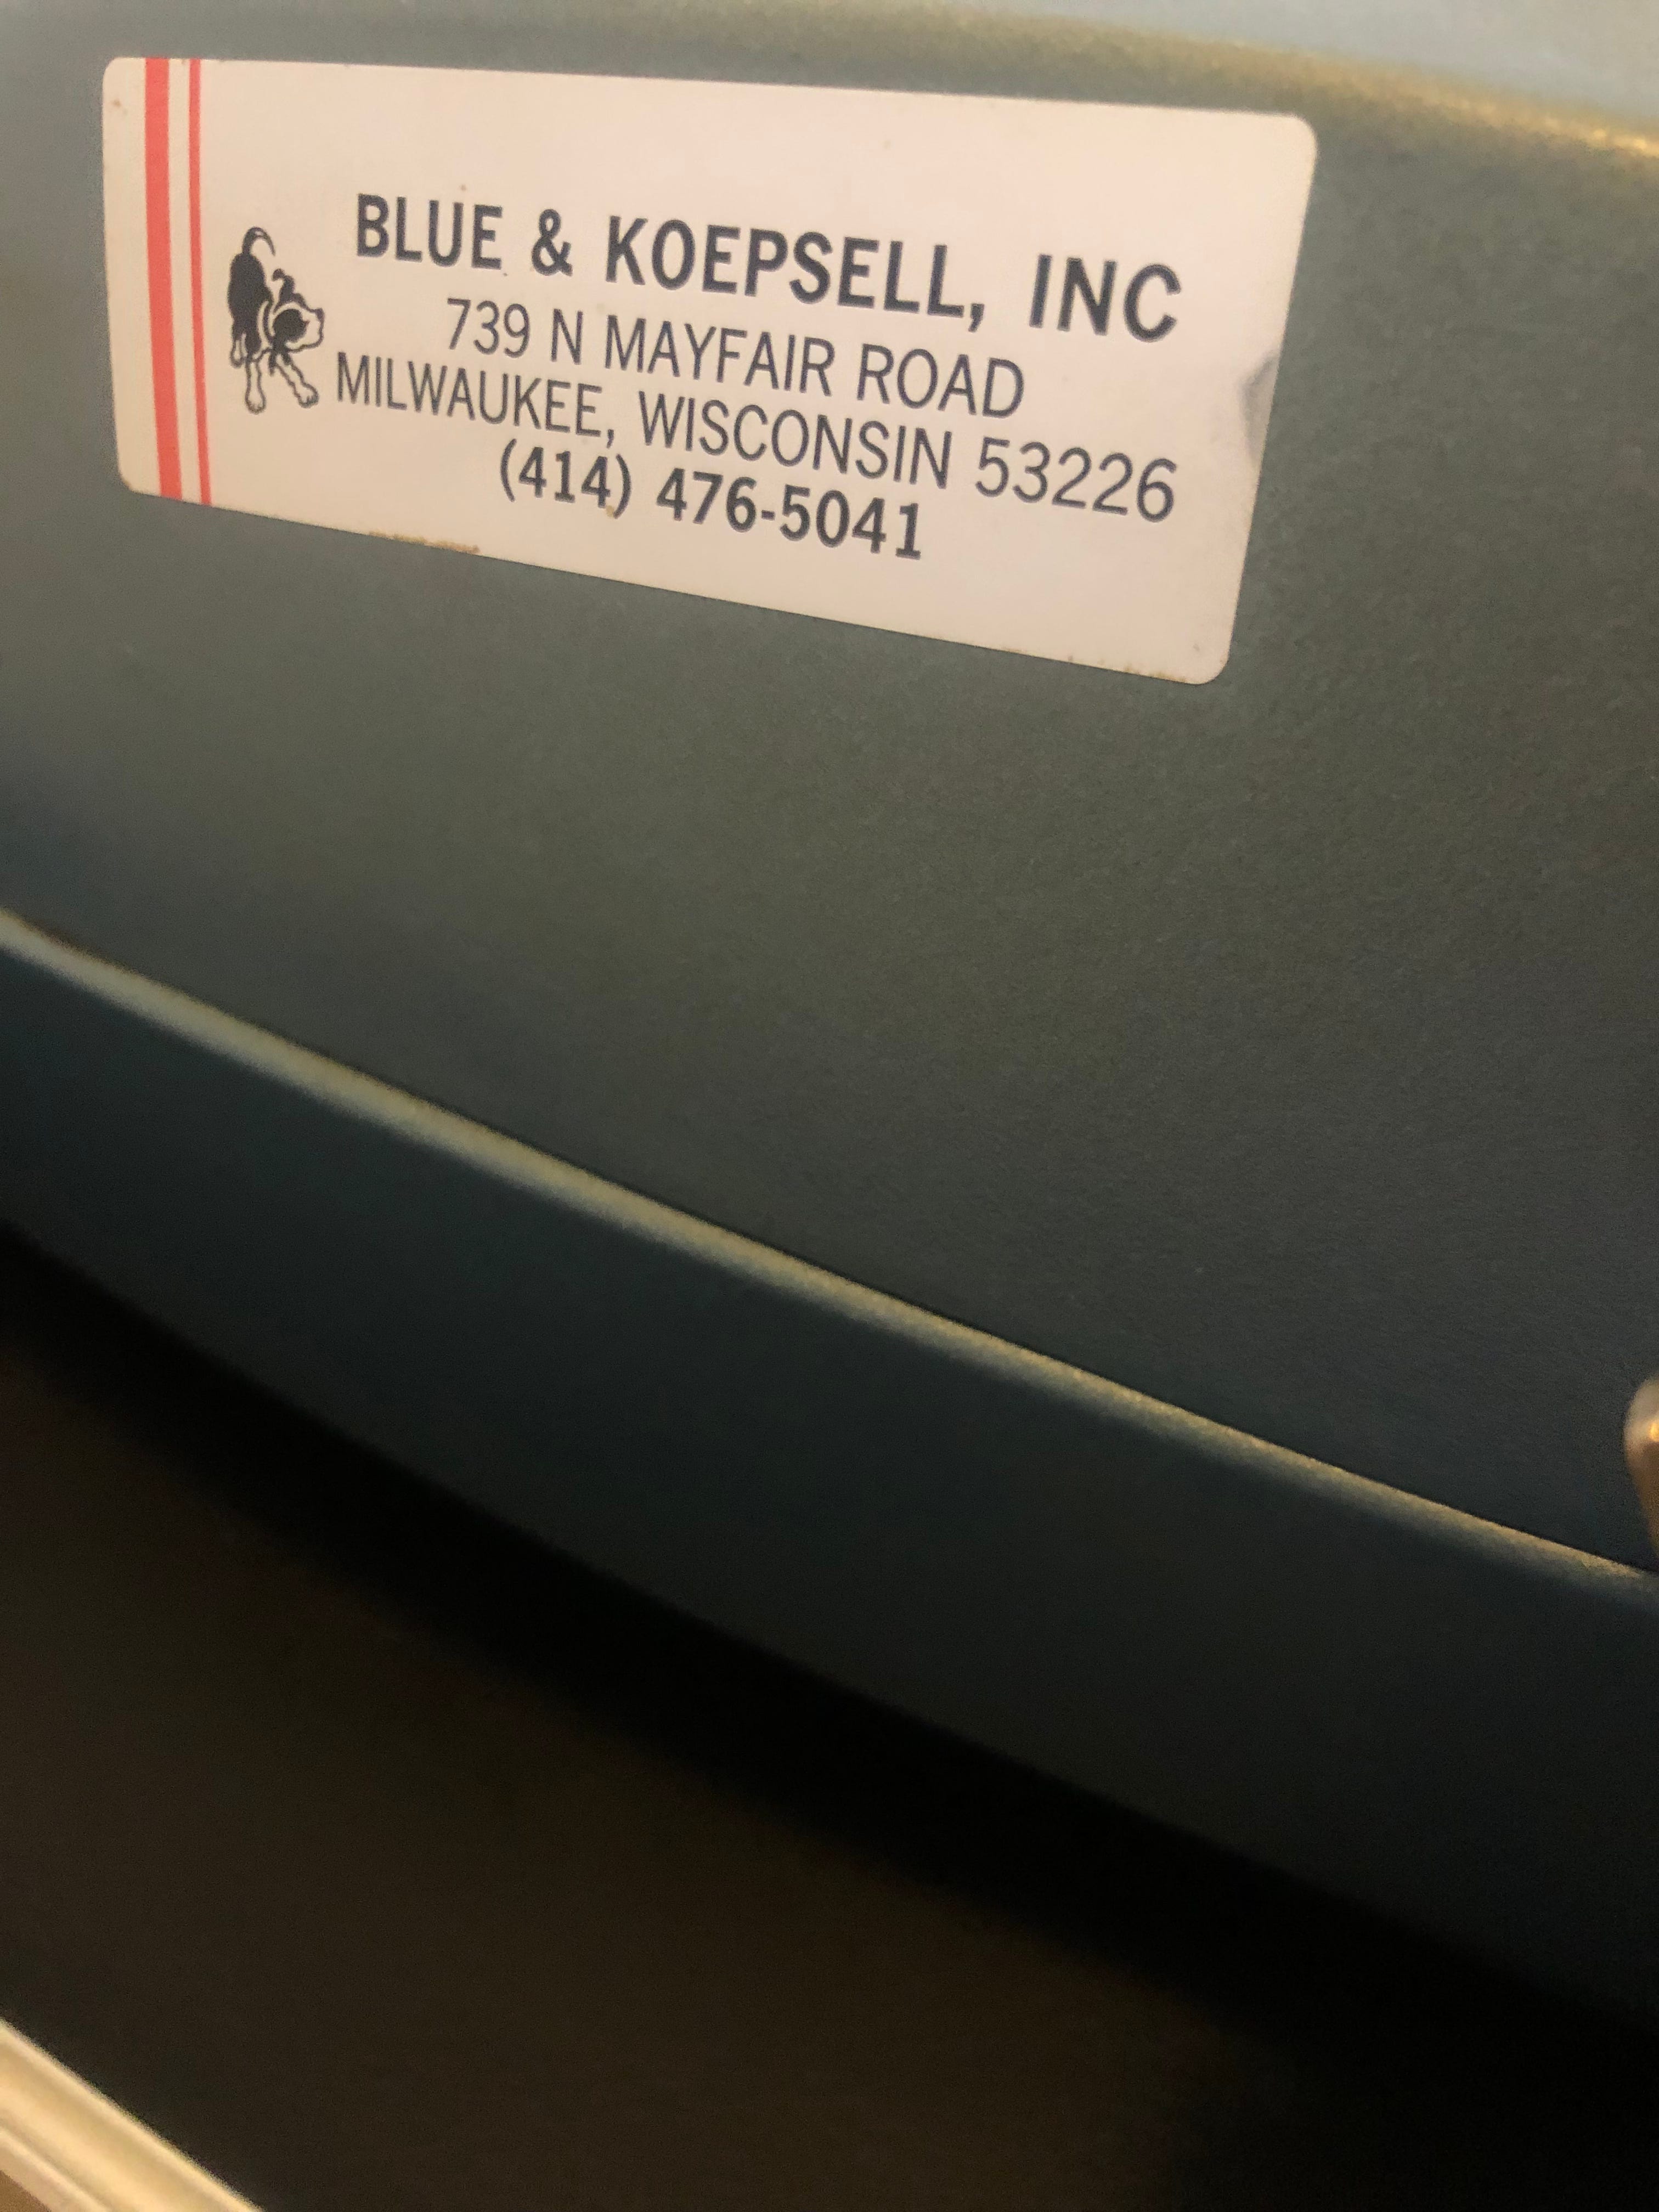 BLUE & KOEPSELL, INC
739 N MAYFAIR ROAD
MILWAUKEE, WISCONSIN 53226
(414) 476-5041